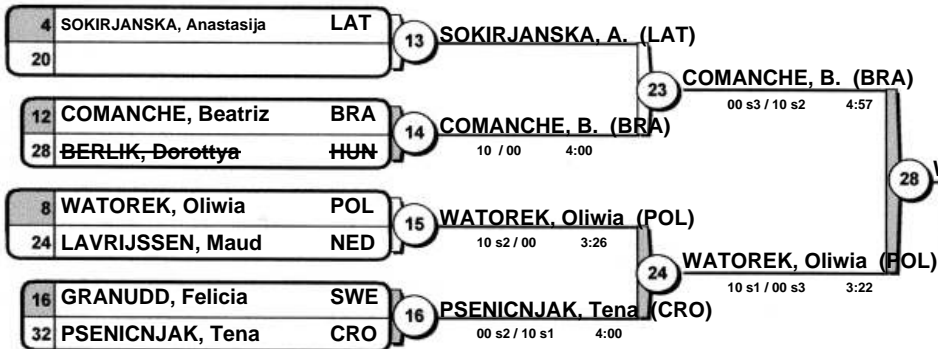 4 SOKIRJANSKA, Anastasija LAT
20
13
SOKIRJANSKA, A. (LAT)
12 COMANCHE, Beatriz BRA
28 BERLIK, Dorottya HUN
14
COMANCHE, B. (BRA)
10 / 00 4:00
23
COMANCHE, B. (BRA)
00 s3 / 10 s2 4:57
8 WATOREK, Oliwia POL
24 LAVRIJSSEN, Maud NED
15
WATOREK, Oliwia (POL)
10 s2 / 00 3:26
16 GRANUDD, Felicia SWE
32 PSENICNJAK, Tena CRO
16
PSENICNJAK, Tena (CRO)
00 s2 / 10 s1 4:00
24
WATOREK, Oliwia (POL)
10 s1 / 00 s3 3:22
28